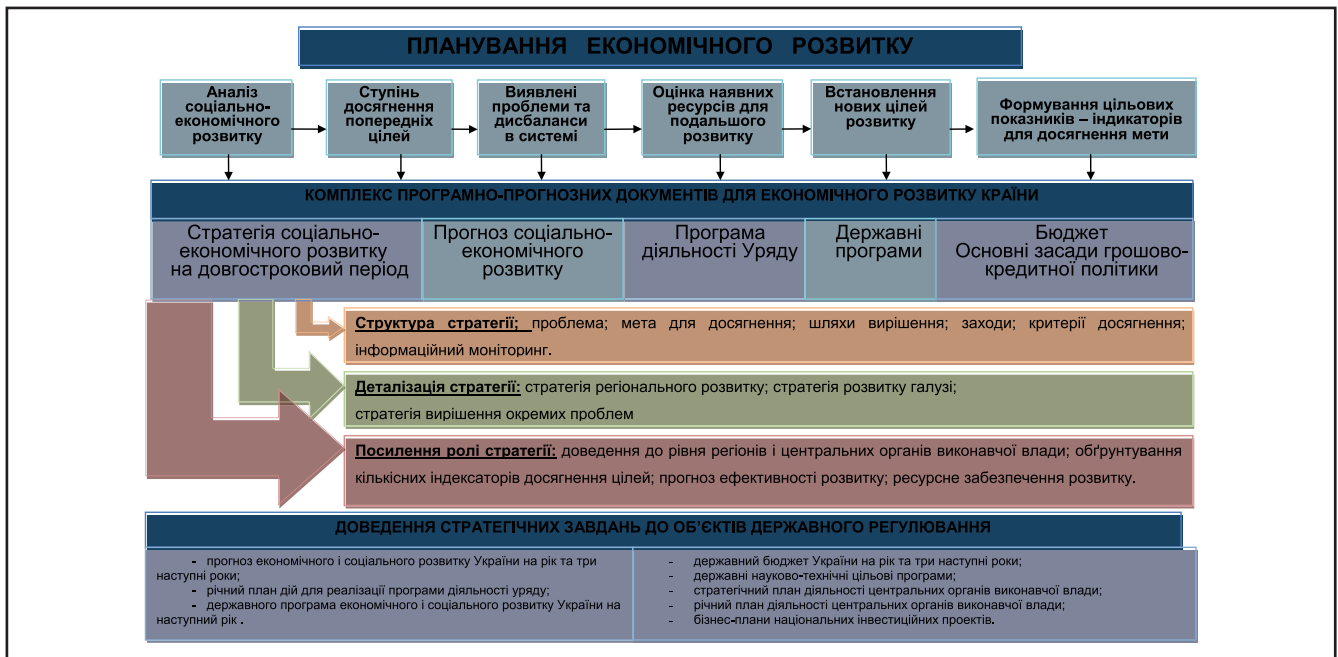 ПЛАНУВАННЯ ЕКОНОМІЧНОГО РОЗВИТКУ
Аналіз
соціально-
економічного
розвитку
Ступінь
досягнення
попередніх
цілей
Виявлені
проблеми та
дисбаланси
в системі
Оцінка наявних
ресурсів для
подальшого
розвитку
Встановлення
нових цілей
розвитку
Формування цільових
показників – індикаторів
для досягнення мети
КОМПЛЕКС ПРОГРАМНО-ПРОГНОЗНИХ ДОКУМЕНТІВ ДЛЯ ЕКОНОМІЧНОГО РОЗВИТКУ КРАЇНИ
Стратегія соціально-
економічного розвитку
на довгостроковий період
Прогноз соціально-
економічного
розвитку
Програма
діяльності Уряду
Державні
програми
Бюджет
Основні засади грошово-
кредитної політики
Структура стратегії; проблема; мета для досягнення; шляхи вирішення; заходи; критерії досягнення;
інформаційний моніторинг.
Деталізація стратегії: стратегія регіонального розвитку; стратегія розвитку галузі;
стратегія вирішення окремих проблем
Посилення ролі стратегії: доведення до рівня регіонів і центральних органів виконавчої влади; обґрунтування
кількісних індексаторів досягнення цілей; прогноз ефективності розвитку; ресурсне забезпечення розвитку.
ДОВЕДЕННЯ СТРАТЕГІЧНИХ ЗАВДАНЬ ДО ОБ'ЄКТІВ ДЕРЖАВНОГО РЕГУЛЮВАННЯ
- прогноз економічного і соціального розвитку України на рік та три
наступні роки;
- річний план дій для реалізації програми діяльності уряду;
- державного програма економічного і соціального розвитку України на
наступний рік .
- державний бюджет України на рік та три наступні роки;
- державні науково-технічні цільові програми;
- стратегічний план діяльності центральних органів виконавчої влади;
- річний план діяльності центральних органів виконавчої влади;
- бізнес-плани національних інвестиційних проектів.